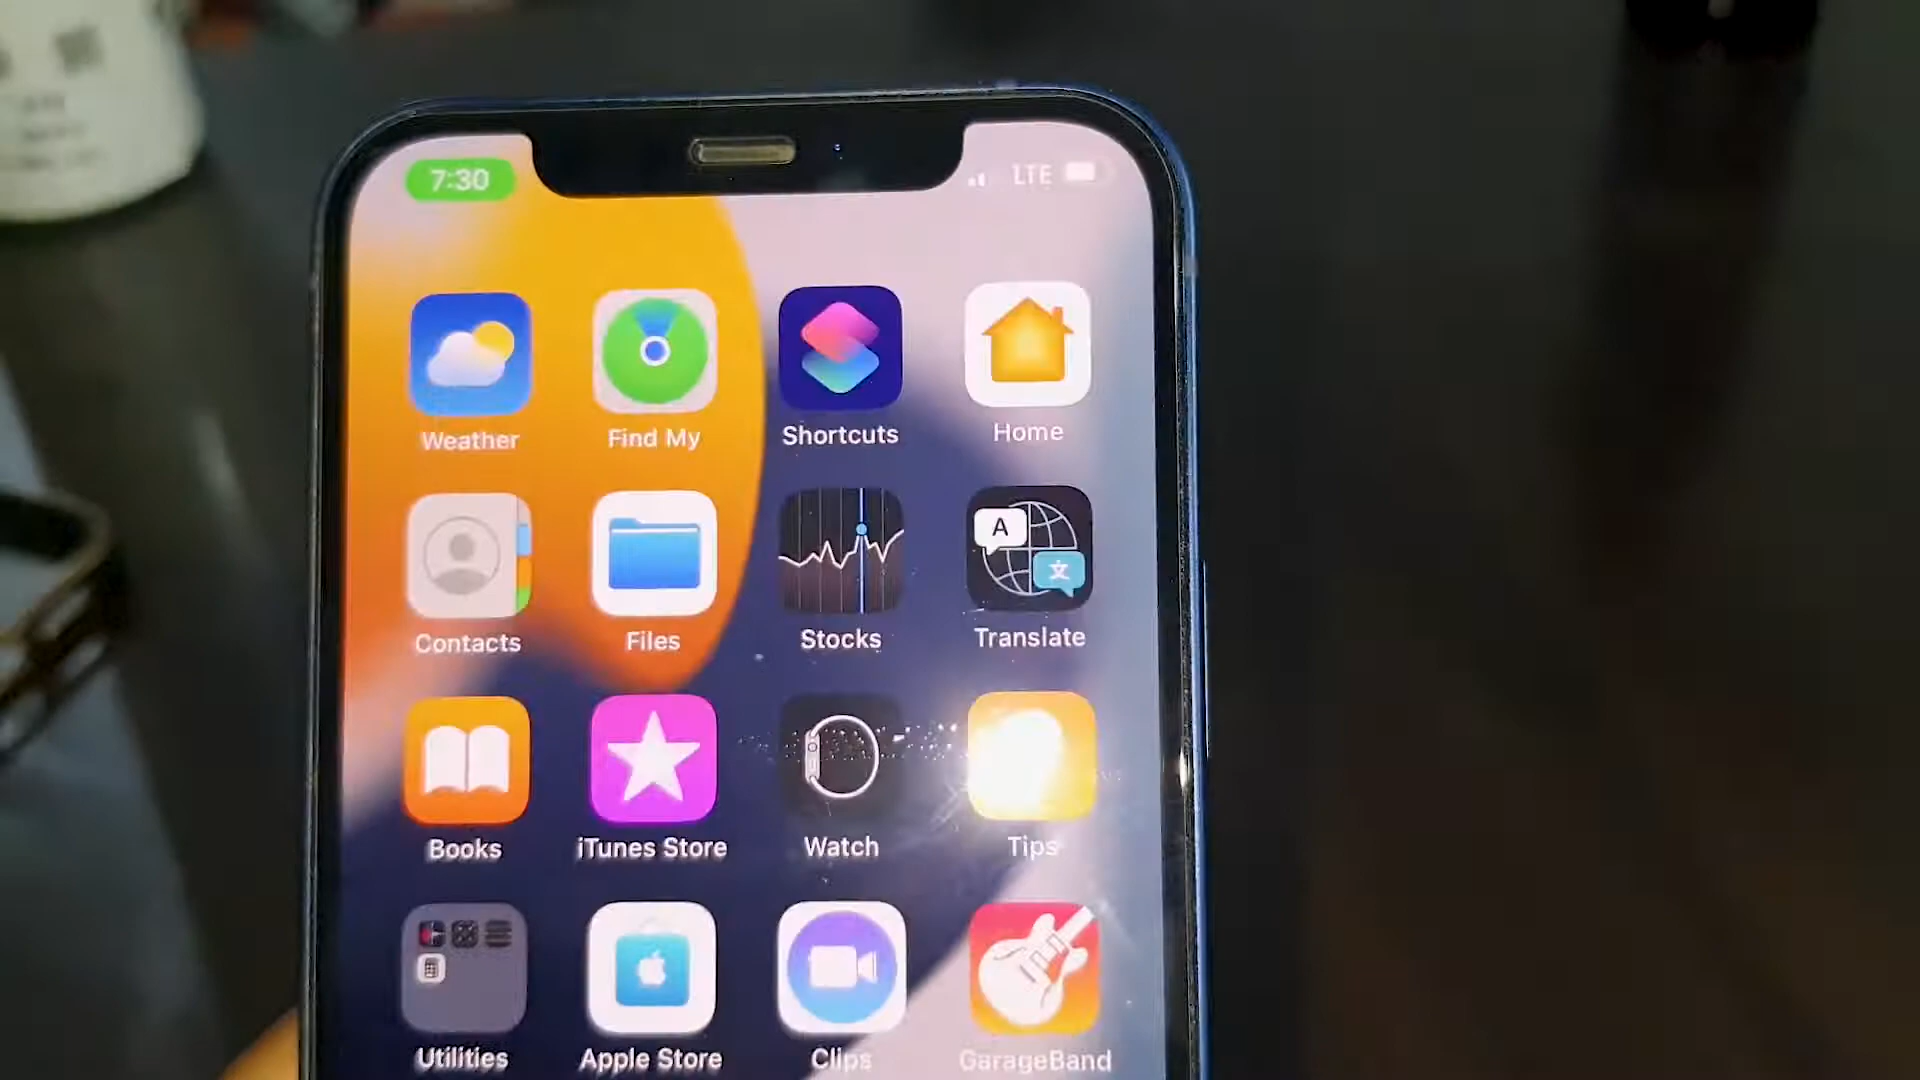 7:30
LTE
Weather
Find My
Shortcuts
Home
A
文
Contacts
Files
Stocks
Translate
Books
iTunes Store
Watch
Tips
Utilities
Apple Store
Clips
GarageBand